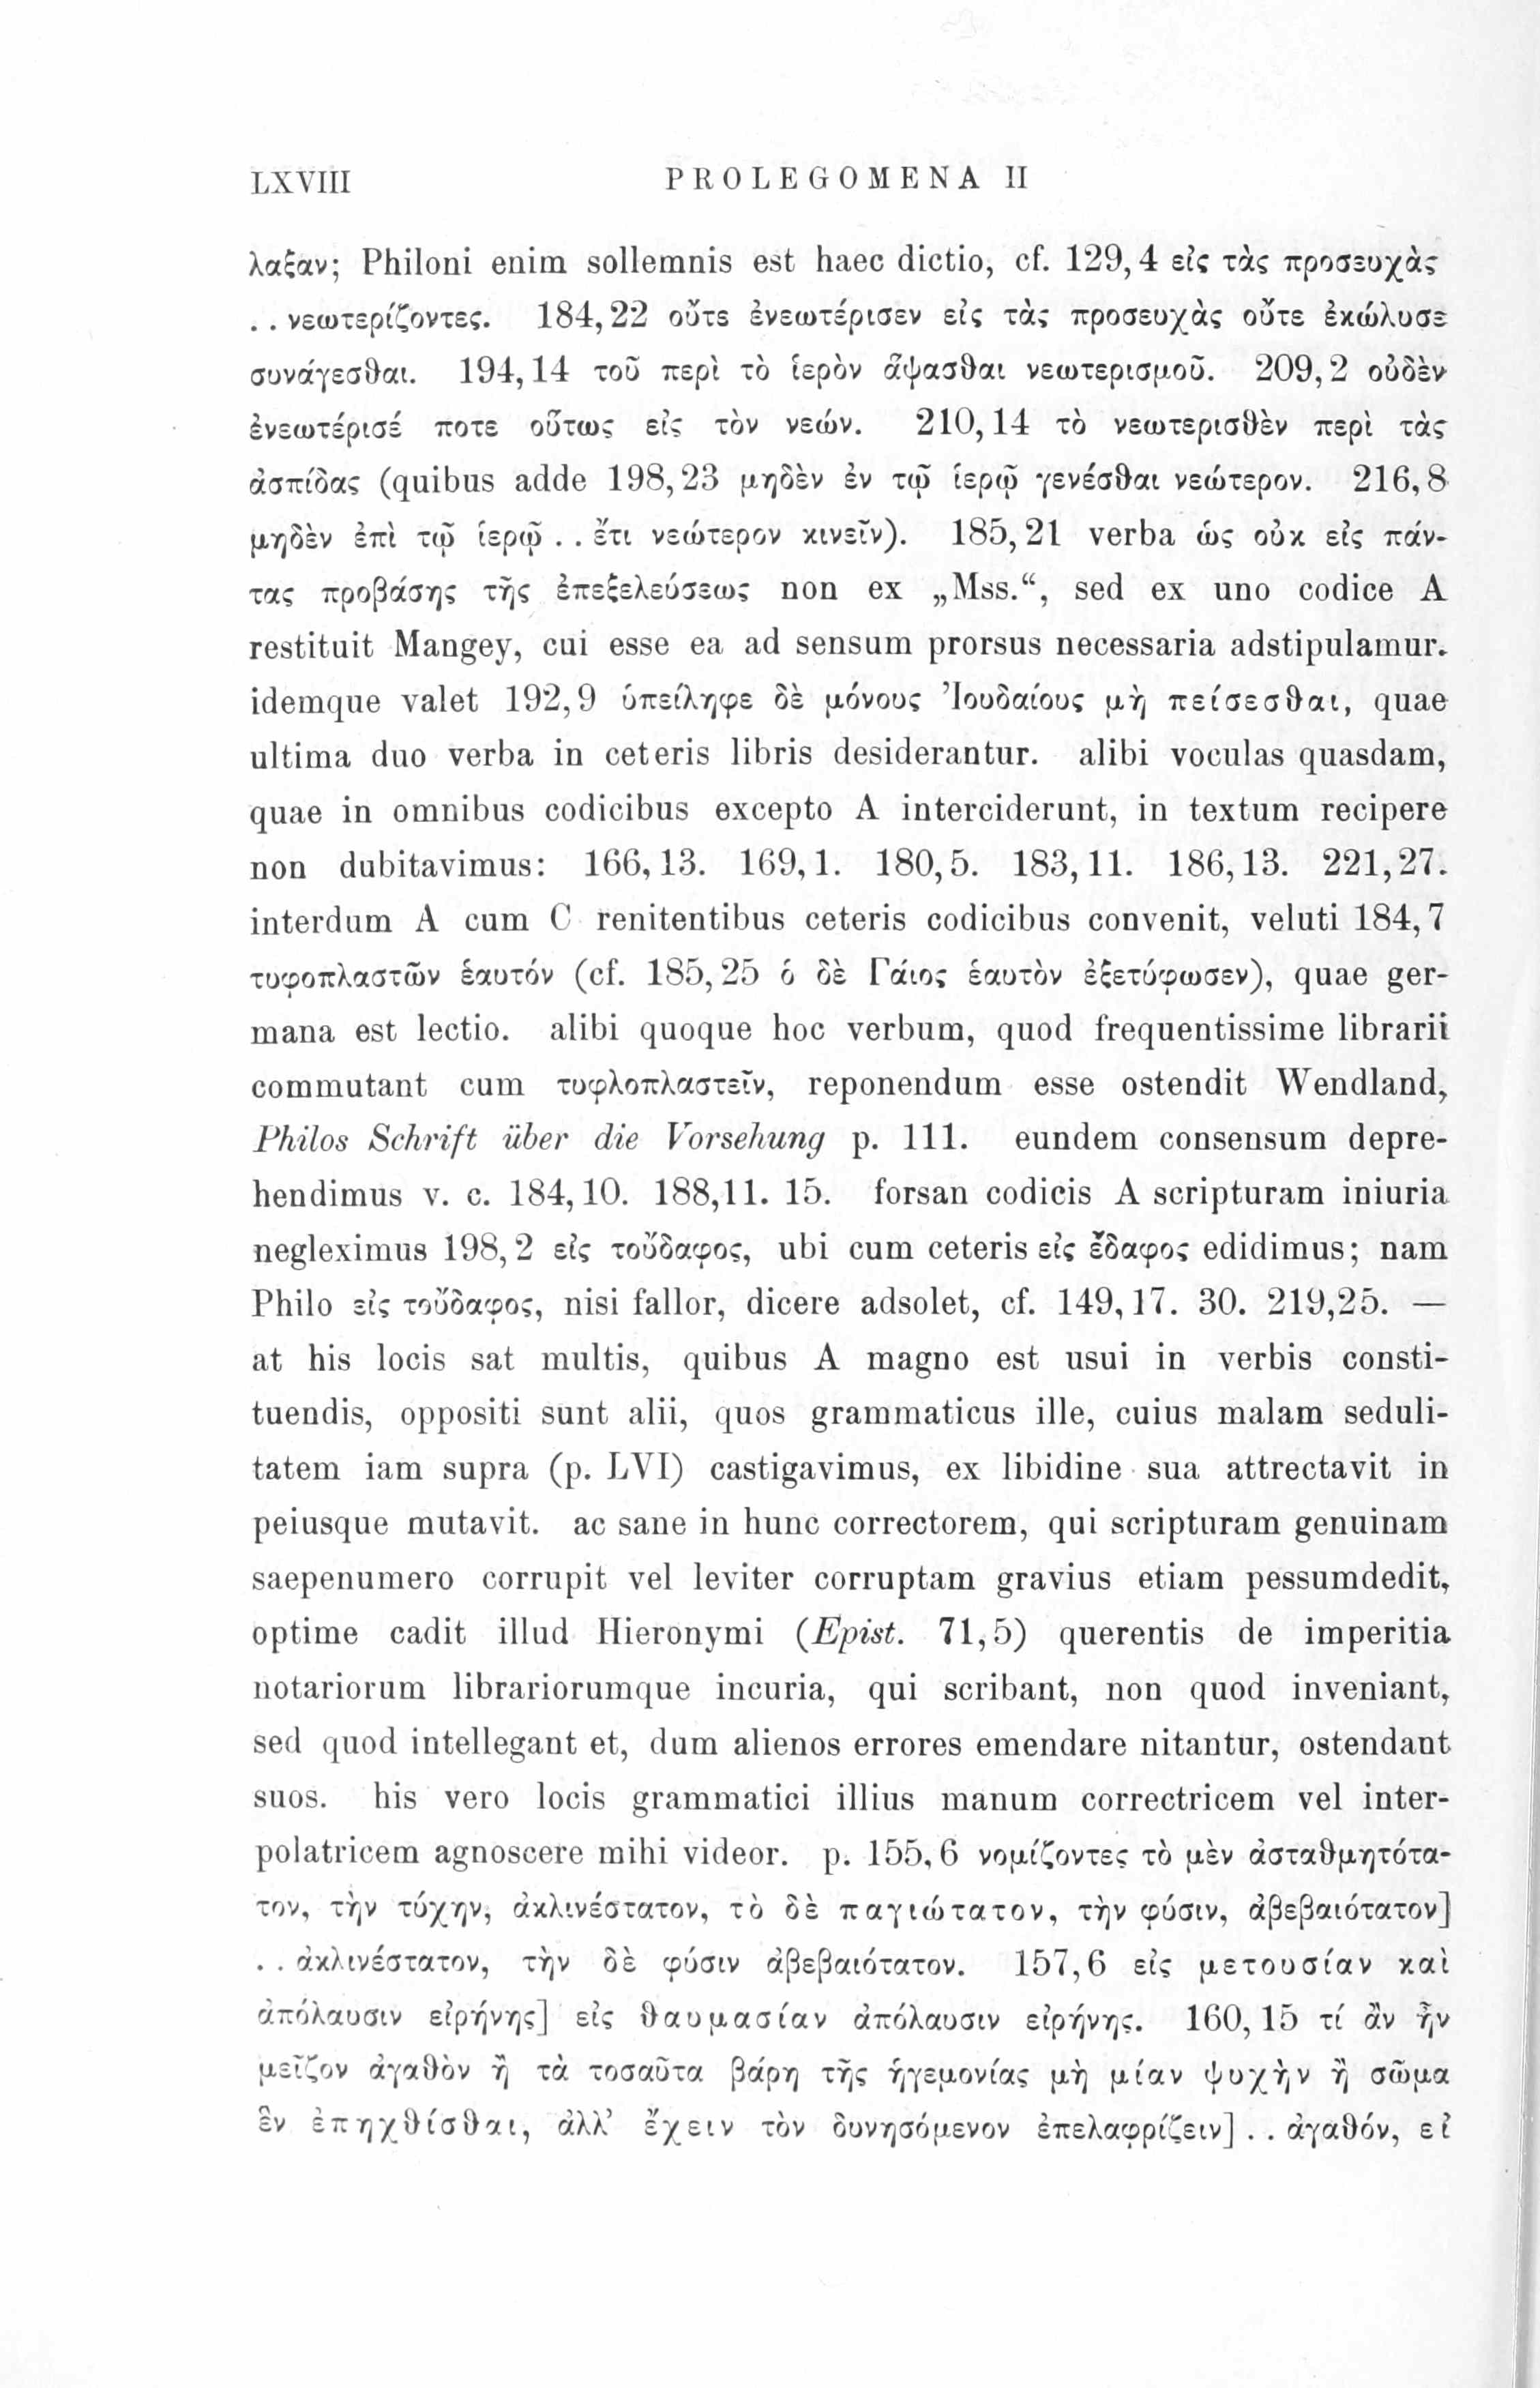 LXVIII PROLEGOMENA II
λαξαν; Philoni enim sollemnis est haec dictio, cf. 129,4 εἰς τὰς προσευχὰς
. . νεωτερίζοντες. 184,22 οὔτε ἐνεωτέρισεν εἰς τὰς προσευχὰς οὔτε ἐκώλυσε
συνάγεσθαι. 194,14 τοῦ περὶ τὸ ἱερὸν ἅψασθαι νεωτερισμοῦ. 209,2 οὐδὲν
ἐνεωτέρισέ ποτε οὕτως εἰς τὸν νεών. 210,14 τὸ νεωτερισθὲν περὶ τὰς
ἀσπίδας (quibus adde 198,23 μηδὲν ἐν τῷ ἱερῷ γενέσθαι νεώτερον. 216,8
μηδὲν ἐπὶ τῷ ἱερῷ . . ἔτι νεώτερον κινεῖν). 185,21 verba ὡς οὐκ εἰς πάν-
τας προβάσης τῆς ἐπεξελεύσεως non ex „Mss.“, sed ex uno codice A
restituit Mangey, cui esse ea ad sensum prorsus necessaria adstipulamur.
idemque valet 192,9 ὑπείληφε δὲ μόνους Ἰουδαίους μὴ πείσεσθαι, quae
ultima duo verba in ceteris libris desiderantur. alibi voculas quasdam,
quae in omnibus codicibus excepto A interciderunt, in textum recipere
non dubitavimus: 166,13. 169,1. 180,5. 183,11. 186,13. 221,27.
interdum A cum C renitentibus ceteris codicibus convenit, veluti 184,7
τυφοπλαστῶν ἑαυτόν (cf. 185,25 ὁ δὲ Γάιος ἑαυτὸν ἐξετύφωσεν), quae ger-
mana est lectio. alibi quoque hoc verbum, quod frequentissime librarii
commutant cum τυφλοπλαστεῖν, reponendum esse ostendit Wendland,
Philos Schrift über die Vorsehung p. 111. eundem consensum depre-
hendimus v. c. 184,10. 188,11. 15. forsan codicis A scripturam iniuria
negleximus 198,2 εἰς τοὔδαφος, ubi cum ceteris εἰς ἔδαφος edidimus; nam
Philo εἰς τοὔδαφος, nisi fallor, dicere adsolet, cf. 149,17. 30. 219,25. —
at his locis sat multis, quibus A magno est usui in verbis consti-
tuendis, oppositi sunt alii, quos grammaticus ille, cuius malam seduli-
tatem iam supra (p. LVI) castigavimus, ex libidine sua attrectavit in
peiusque mutavit. ac sane in hunc correctorem, qui scripturam genuinam
saepenumero corrupit vel leviter corruptam gravius etiam pessumdedit,
optime cadit illud Hieronymi (Epist. 71,5) querentis de imperitia
notariorum librariorumque incuria, qui scribant, non quod inveniant,
sed quod intellegant et, dum alienos errores emendare nitantur, ostendant
suos. his vero locis grammatici illius manum correctricem vel inter-
polatricem agnoscere mihi videor. p. 155,6 νομίζοντες τὸ μὲν ἀσταθμητότα-
τον, τὴν τύχην, ἀκλινέστατον, τὸ δὲ παγιώτατον, τὴν φύσιν, ἀβεβαιότατον]
. . ἀκλινέστατον, τὴν δὲ φύσιν ἀβεβαιότατον. 157,6 εἰς μετουσίαν καὶ
ἀπόλαυσιν εἰρήνης] εἰς θαυμασίαν ἀπόλαυσιν εἰρήνης. 160,15 τί ἂν ἦν
μεῖζον ἀγαθὸν ἢ τὰ τοσαῦτα βάρη τῆς ἡγεμονίας μὴ μίαν ψυχὴν ἢ σῶμα
ἓν ἐπηχθίσθαι, ἀλλ’ ἔχειν τὸν δυνησόμενον ἐπελαφρίζειν] . . ἀγαθόν, εἰ